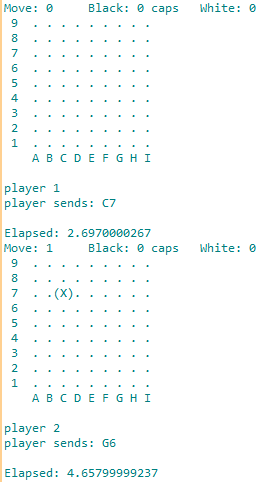 Move: 0     Black: 0 caps   White: 0
 9  . . . . . . . . .
 8  . . . . . . . . .
 7  . . . . . . . . .
 6  . . . . . . . . .
 5  . . . . . . . . .
 4  . . . . . . . . .
 3  . . . . . . . . .
 2  . . . . . . . . .
 1  . . . . . . . . .
    A B C D E F G H I
player 1
player sends: C7
Elapsed: 2.6970000267
Move: 1     Black: 0 caps   White: 0
 9  . . . . . . . . .
 8  . . . . . . . . .
 7  . .(X). . . . . .
 6  . . . . . . . . .
 5  . . . . . . . . .
 4  . . . . . . . . .
 3  . . . . . . . . .
 2  . . . . . . . . .
 1  . . . . . . . . .
    A B C D E F G H I
player 2
player sends: G6
Elapsed: 4.65799999237